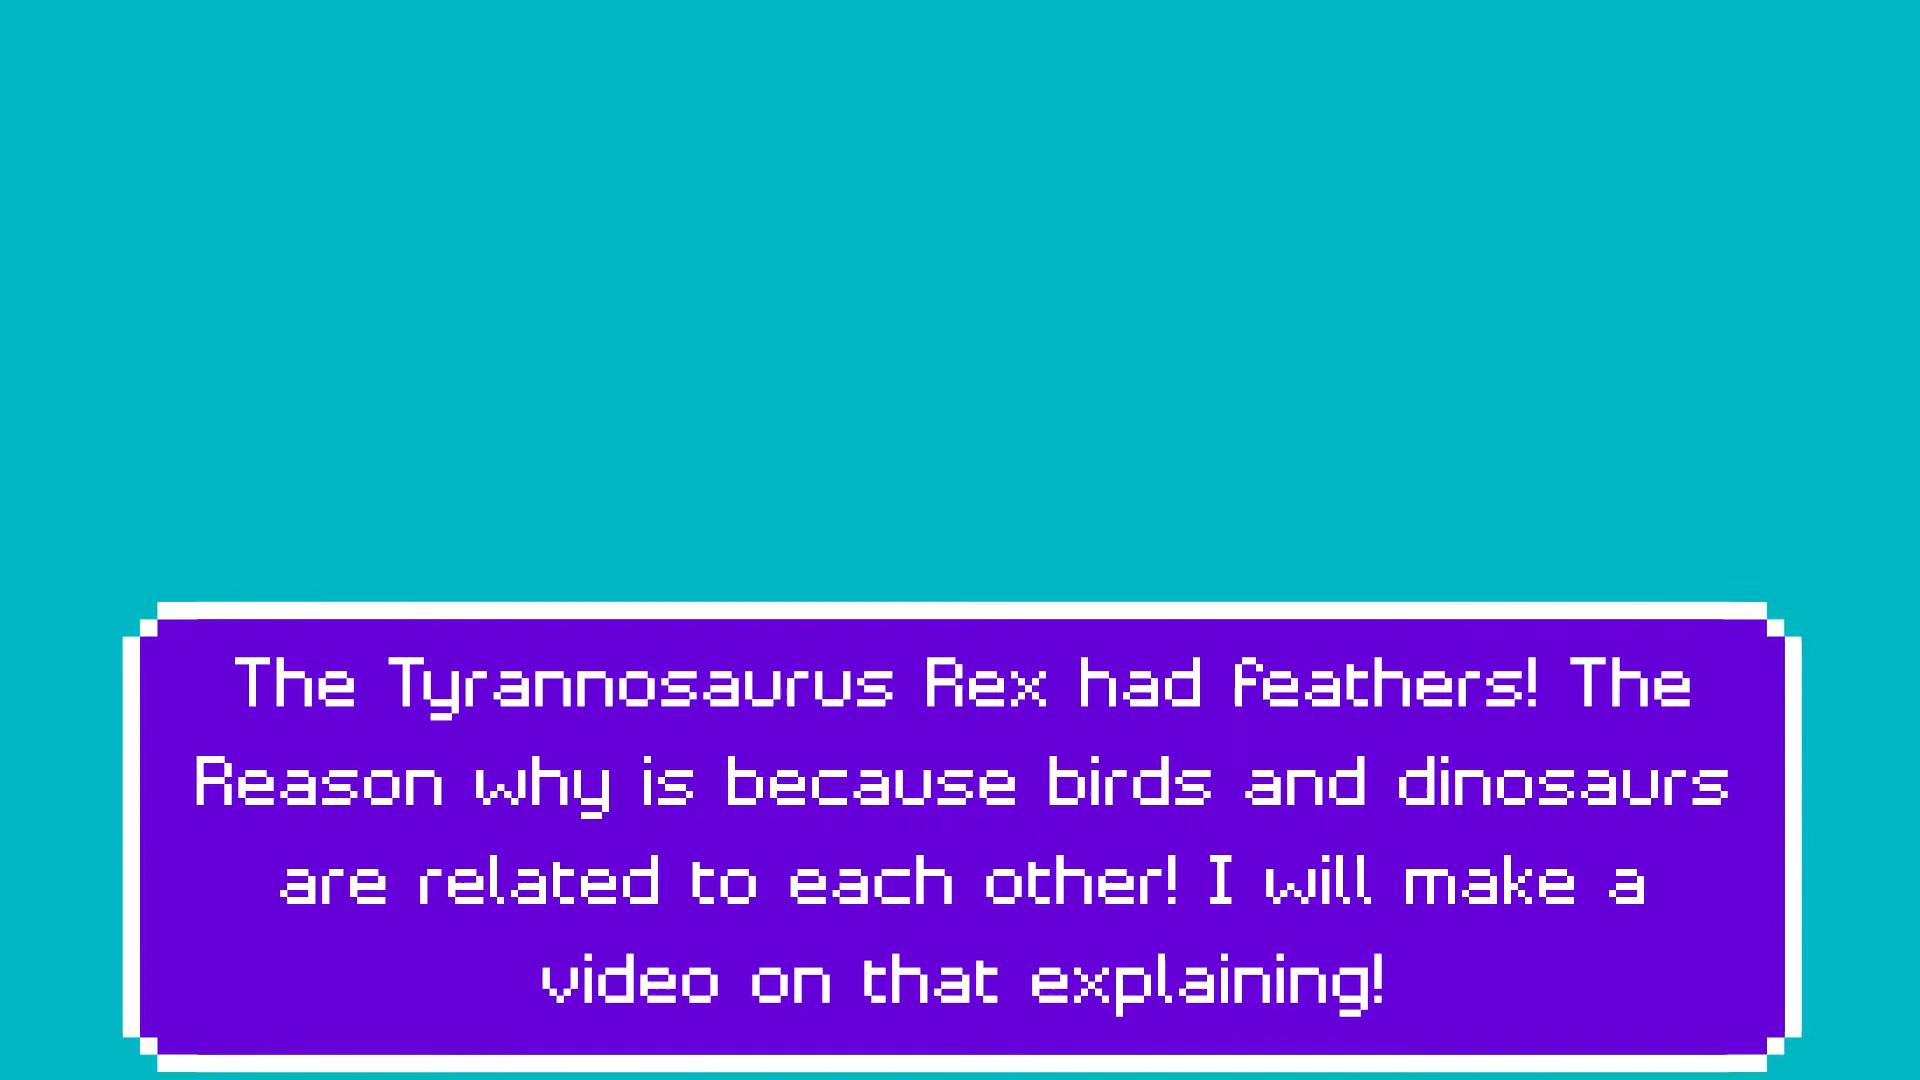 The Tyrannosaurus Rex had feathers! The
Reason why is because birds and dinosaurs
are related to each other! I will make a
video on that explaining!